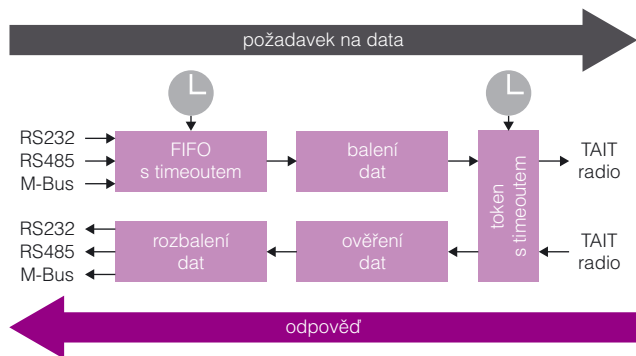 požadavek na data
RS232
RS485
M-Bus
FIFO
s timeoutem
balení
dat
token
s timeoutem
TAIT
radio
RS232
RS485
M-Bus
rozbalení
dat
ověření
dat
TAIT
radio
odpověď